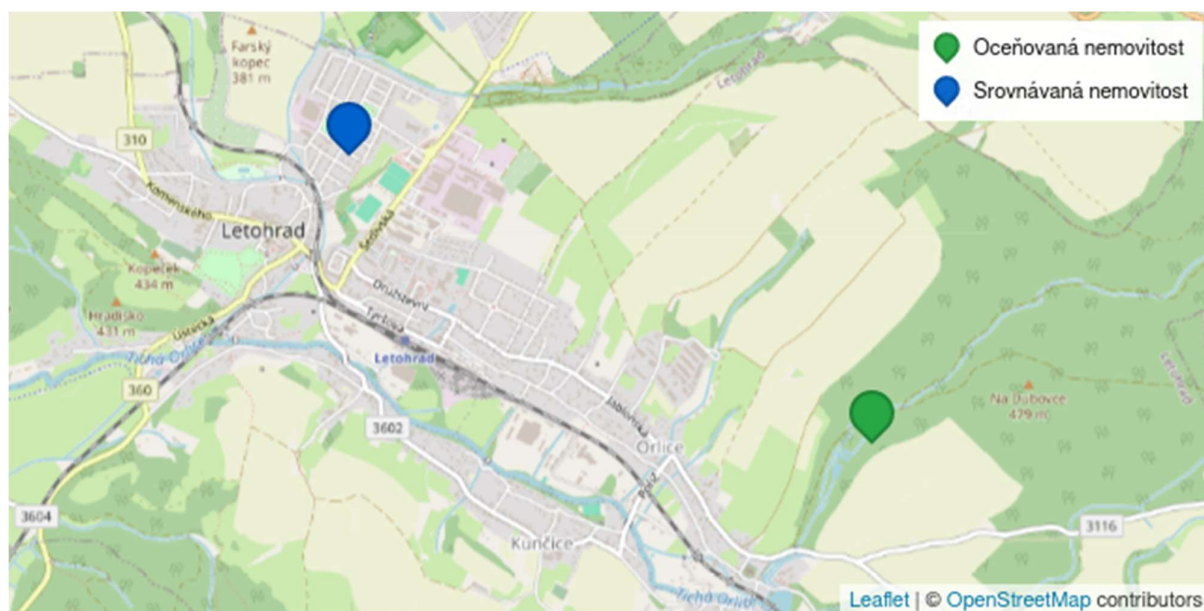 Farský
kopec
381 m
Letohrad
Oceňovaná nemovitost
Srovnávaná nemovitost
310
Komenského
Letohrad
Šedivská
Kopeček
434 m
Hradisko
431 m
Ústecká
Družstevní
Tyršova
Tichá Orlice
Letohrad
360
3602
Jablonská
Orlice
Na Dubovce
479 m
Letohrad
3604
Kunčice
3116
Tichá Orlice
Leaflet | © OpenStreetMap contributors